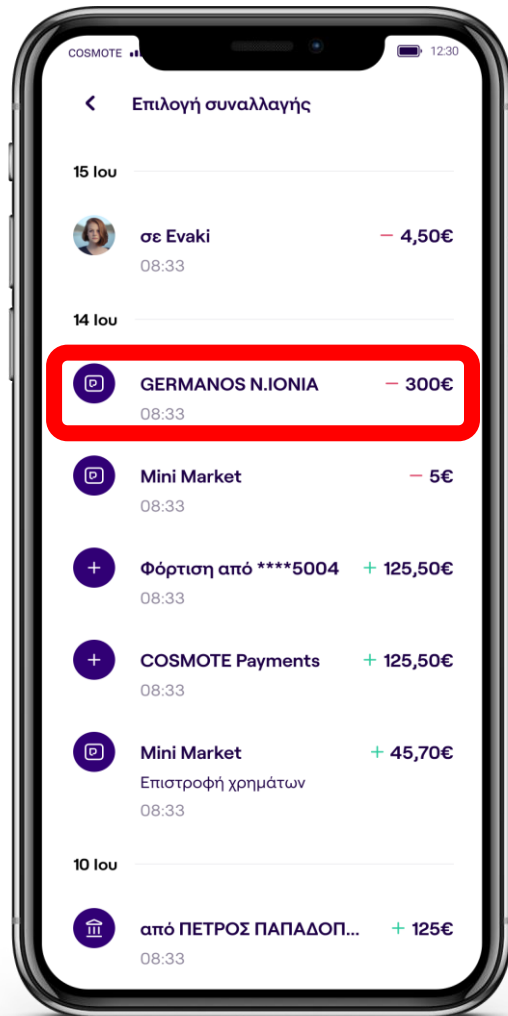 COSMOTE
12:30
Επιλογή συναλλαγής
15 Ιου
σε Evaki
– 4,50€
08:33
14 Ιου
GERMANOS N.IONIA
– 300€
08:33
Mini Market
– 5€
08:33
Φόρτιση από ****5004
+ 125,50€
08:33
COSMOTE Payments
+ 125,50€
08:33
Mini Market
+ 45,70€
Επιστροφή χρημάτων
08:33
10 Ιου
από ΠΕΤΡΟΣ ΠΑΠΑΔΟΠ...
+ 125€
08:33